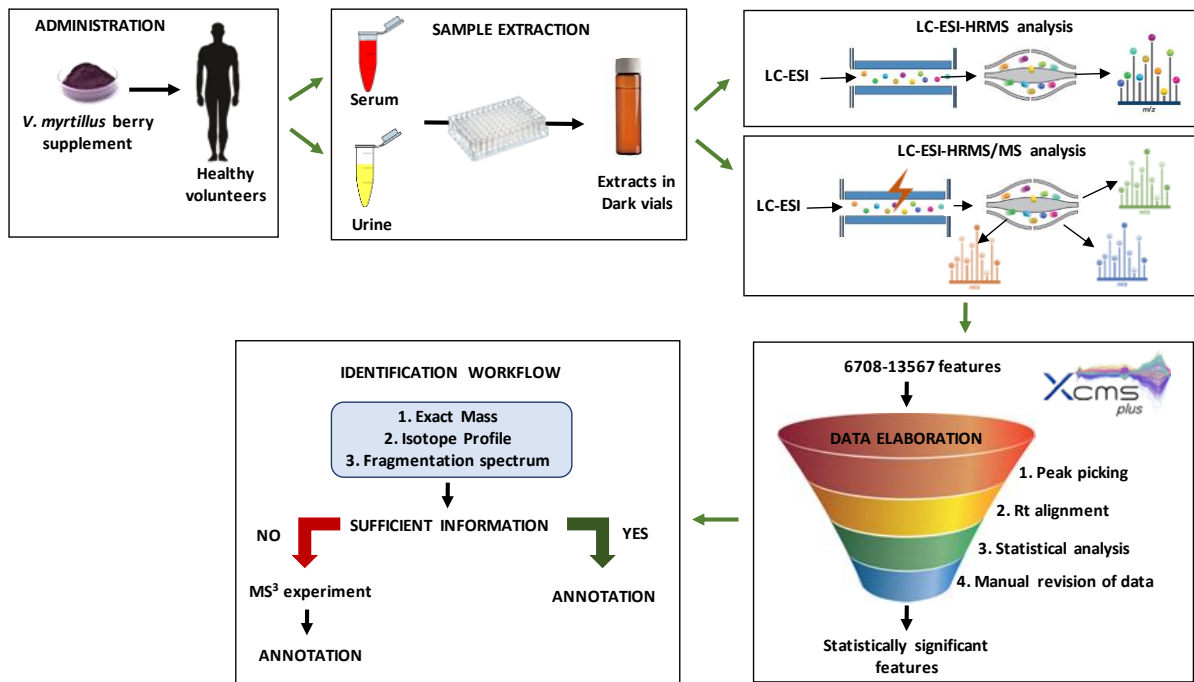 ADMINISTRATION
V. myrtillus berry
supplement
Healthy
volunteers
SAMPLE EXTRACTION
Serum
Urine
Extracts in
Dark vials
LC-ESI-HRMS analysis
LC-ESI
m/z
LC-ESI-HRMS/MS analysis
LC-ESI
m/z
m/z
m/z
6708-13567 features
Xcms
plus
DATA ELABORATION
1. Peak picking
2. Rt alignment
3. Statistical analysis
4. Manual revision of data
Statistically significant
features
IDENTIFICATION WORKFLOW
1. Exact Mass
2. Isotope Profile
3. Fragmentation spectrum
SUFFICIENT INFORMATION
NO
YES
MS³ experiment
ANNOTATION
ANNOTATION